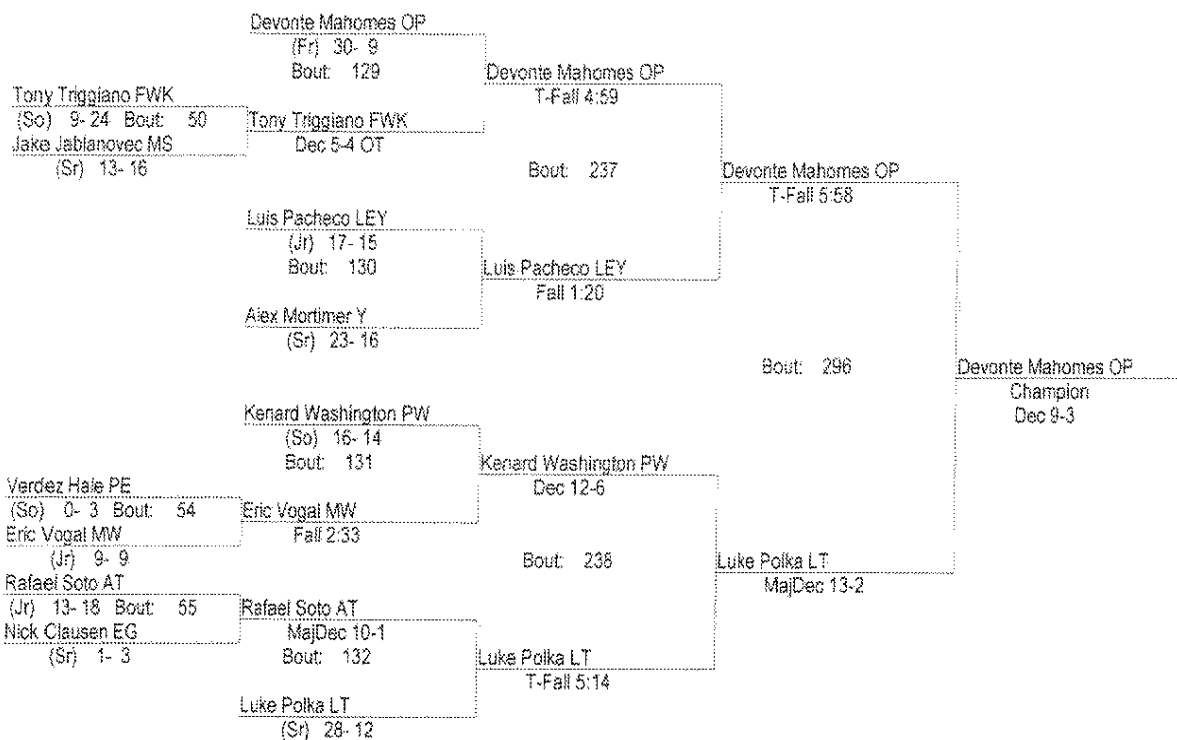 Devonte Mahomes OP
(Fr) 30- 9
Bout: 129
Devonte Mahomes OP
T-Fall 4:59
Tony Triggiano FWK
(So) 9- 24 Bout: 50
Jake Jablanovec MS
(Sr) 13- 16
Tony Triggiano FWK
Dec 5-4 OT
Bout: 237
Devonte Mahomes OP
T-Fall 5:58
Luis Pacheco LEY
(Jr) 17- 15
Bout: 130
Luis Pacheco LEY
Fall 1:20
Alex Mortimer Y
(Sr) 23- 16
Bout: 296
Devonte Mahomes OP
Champion
Dec 9-3
Kenard Washington PW
(So) 16- 14
Bout: 131
Kenard Washington PW
Dec 12-6
Verdez Hale PE
(So) 0- 3 Bout: 54
Eric Vogal MW
(Jr) 9- 9
Eric Vogal MW
Fall 2:33
Bout: 238
Luke Polka LT
MajDec 13-2
Rafael Soto AT
(Jr) 13- 18 Bout: 55
Nick Clausen EG
(Sr) 1- 3
Rafael Soto AT
MajDec 10-1
Bout: 132
Luke Polka LT
T-Fall 5:14
Luke Polka LT
(Sr) 28- 12